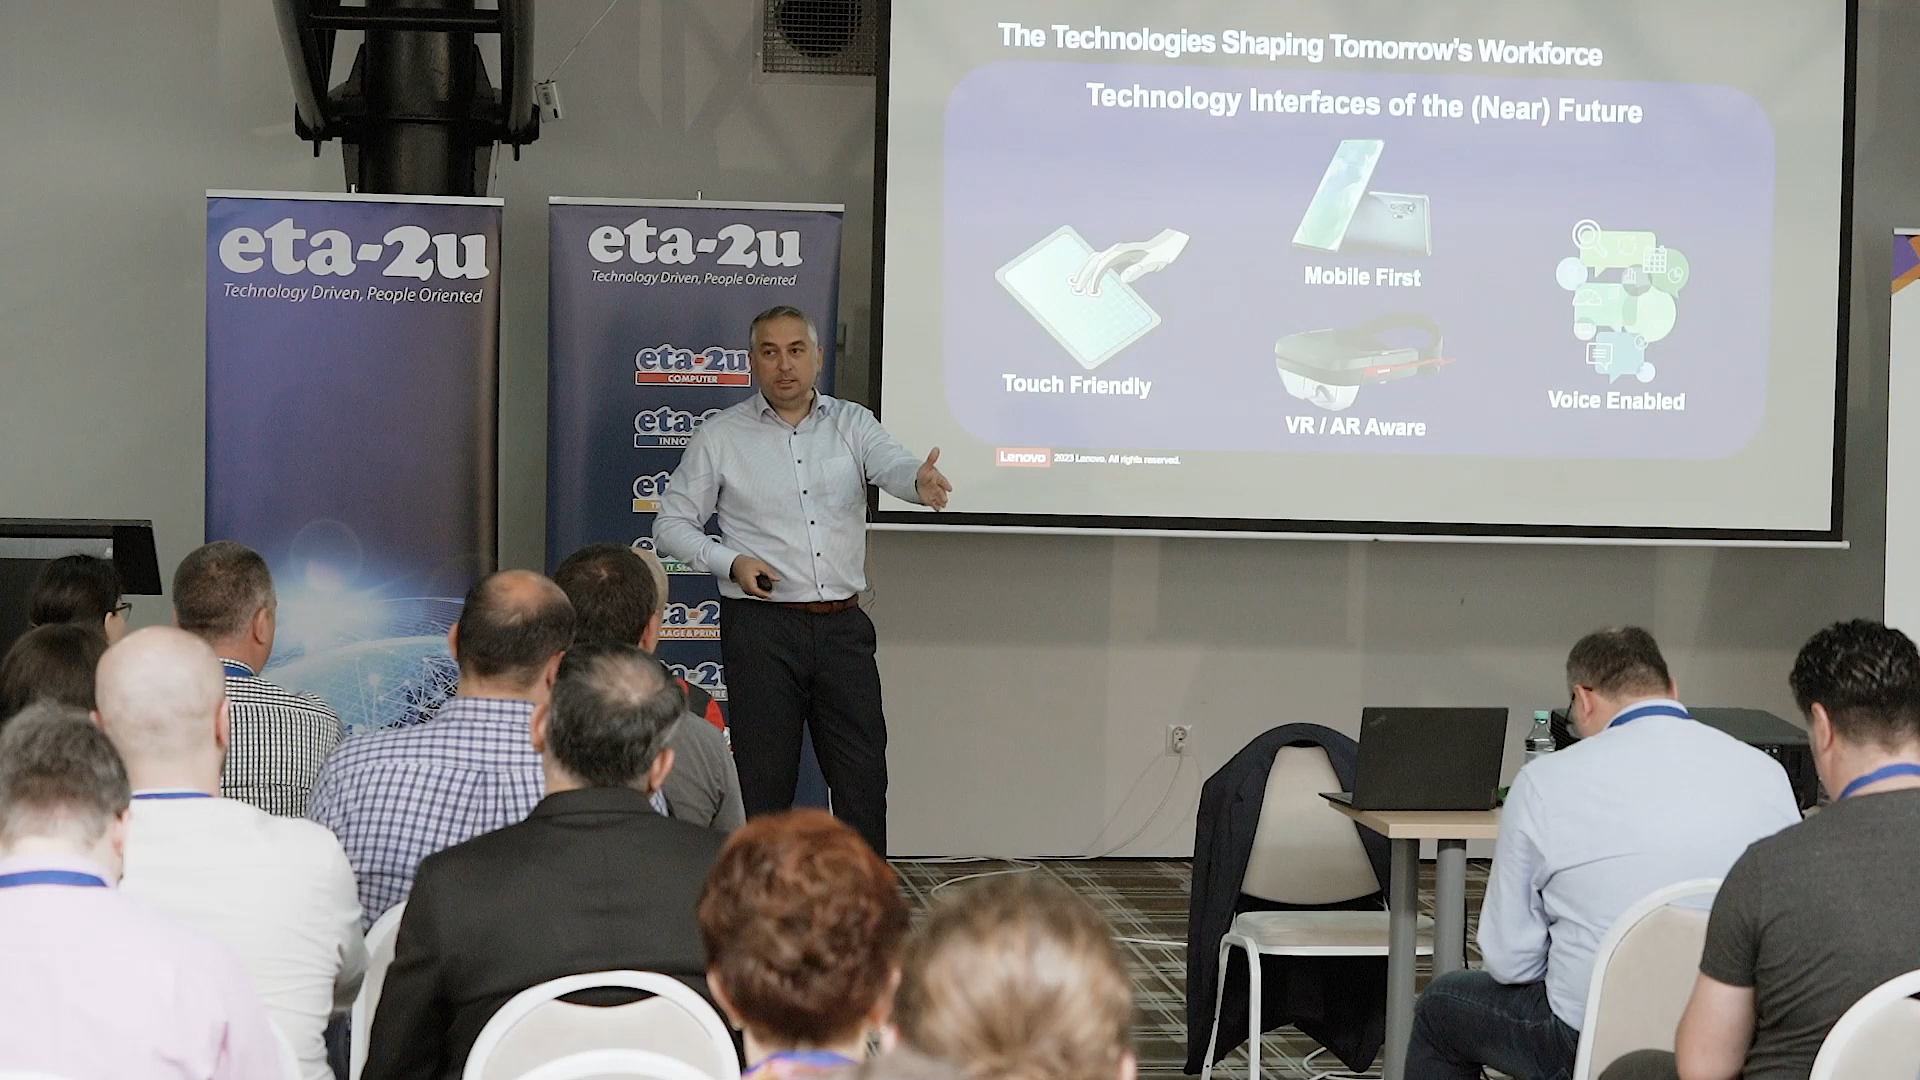 The Technologies Shaping Tomorrow's Workforce
Technology Interfaces of the (Near) Future
Touch Friendly
Mobile First
VR / AR Aware
Voice Enabled
Lenovo 2023 Lenovo. All rights reserved.
eta-2u
Technology Driven, People Oriented
eta-2u
Technology Driven, People Oriented
eta-2u
COMPUTER